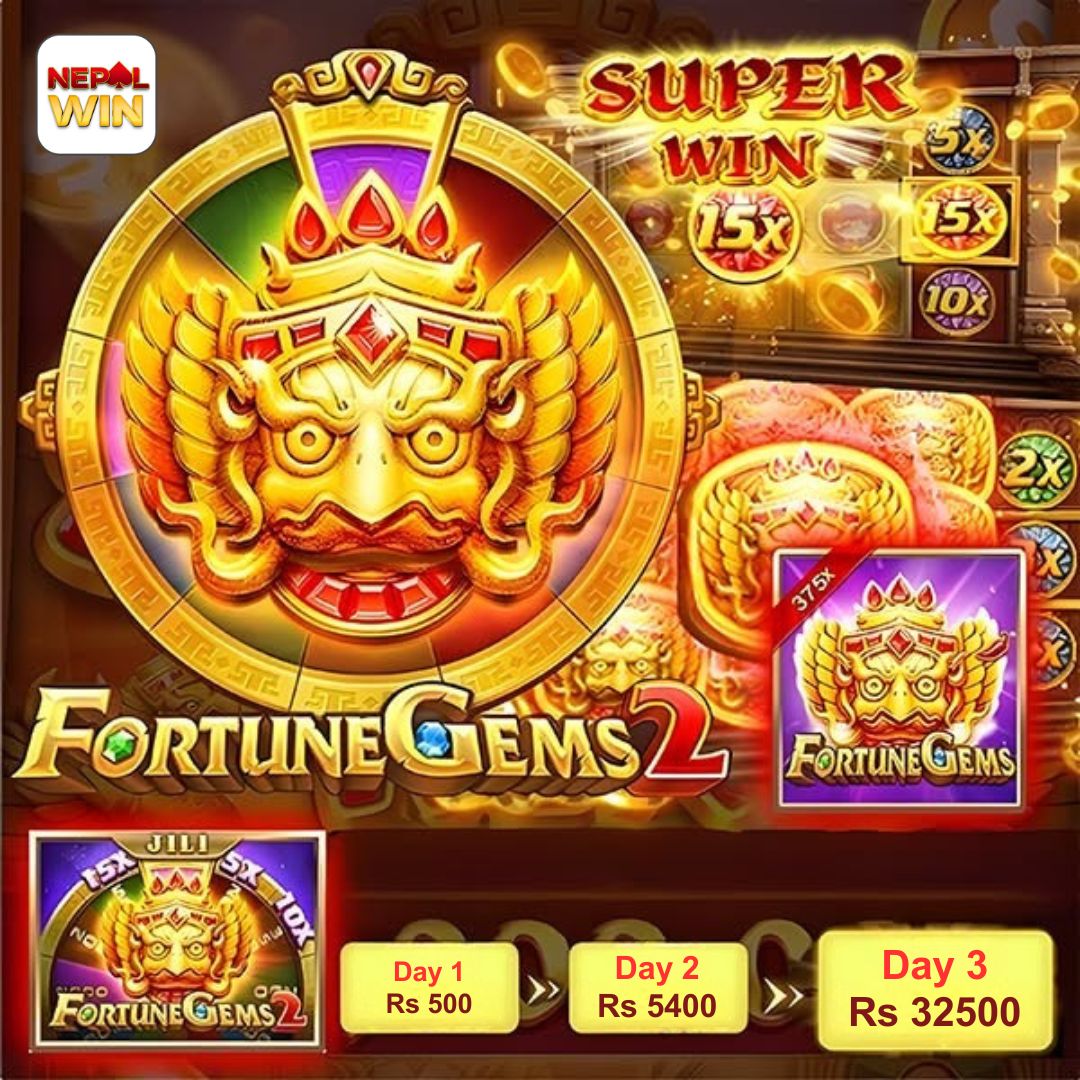 NEPAL
WIN
SUPER
WIN
15X
5X
15X
10X
2X
375X
FORTUNE GEMS
FORTUNE GEMS 2
JILI
15X
5X
10X
FORTUNE GEMS 2
Day 1
Rs 500
Day 2
Rs 5400
Day 3
Rs 32500